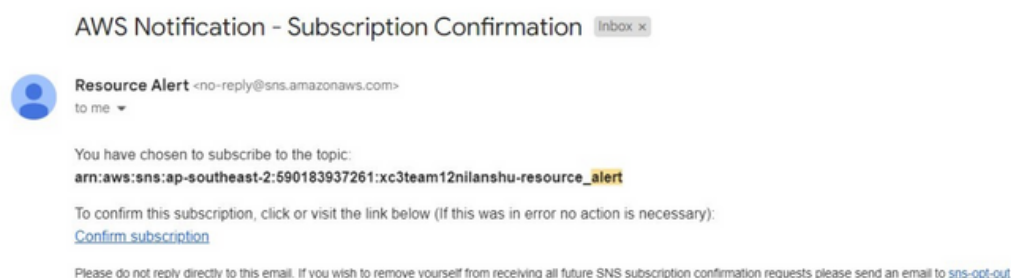 AWS Notification - Subscription Confirmation Inbox ×
Resource Alert <no-reply@sns.amazonaws.com>
to me
You have chosen to subscribe to the topic:
arn:aws:sns:ap-southeast-2:590183937261:xc3team12nilanshu-resource_alert
To confirm this subscription, click or visit the link below (If this was in error no action is necessary):
Confirm subscription
Please do not reply directly to this email. If you wish to remove yourself from receiving all future SNS subscription confirmation requests please send an email to sns-opt-out